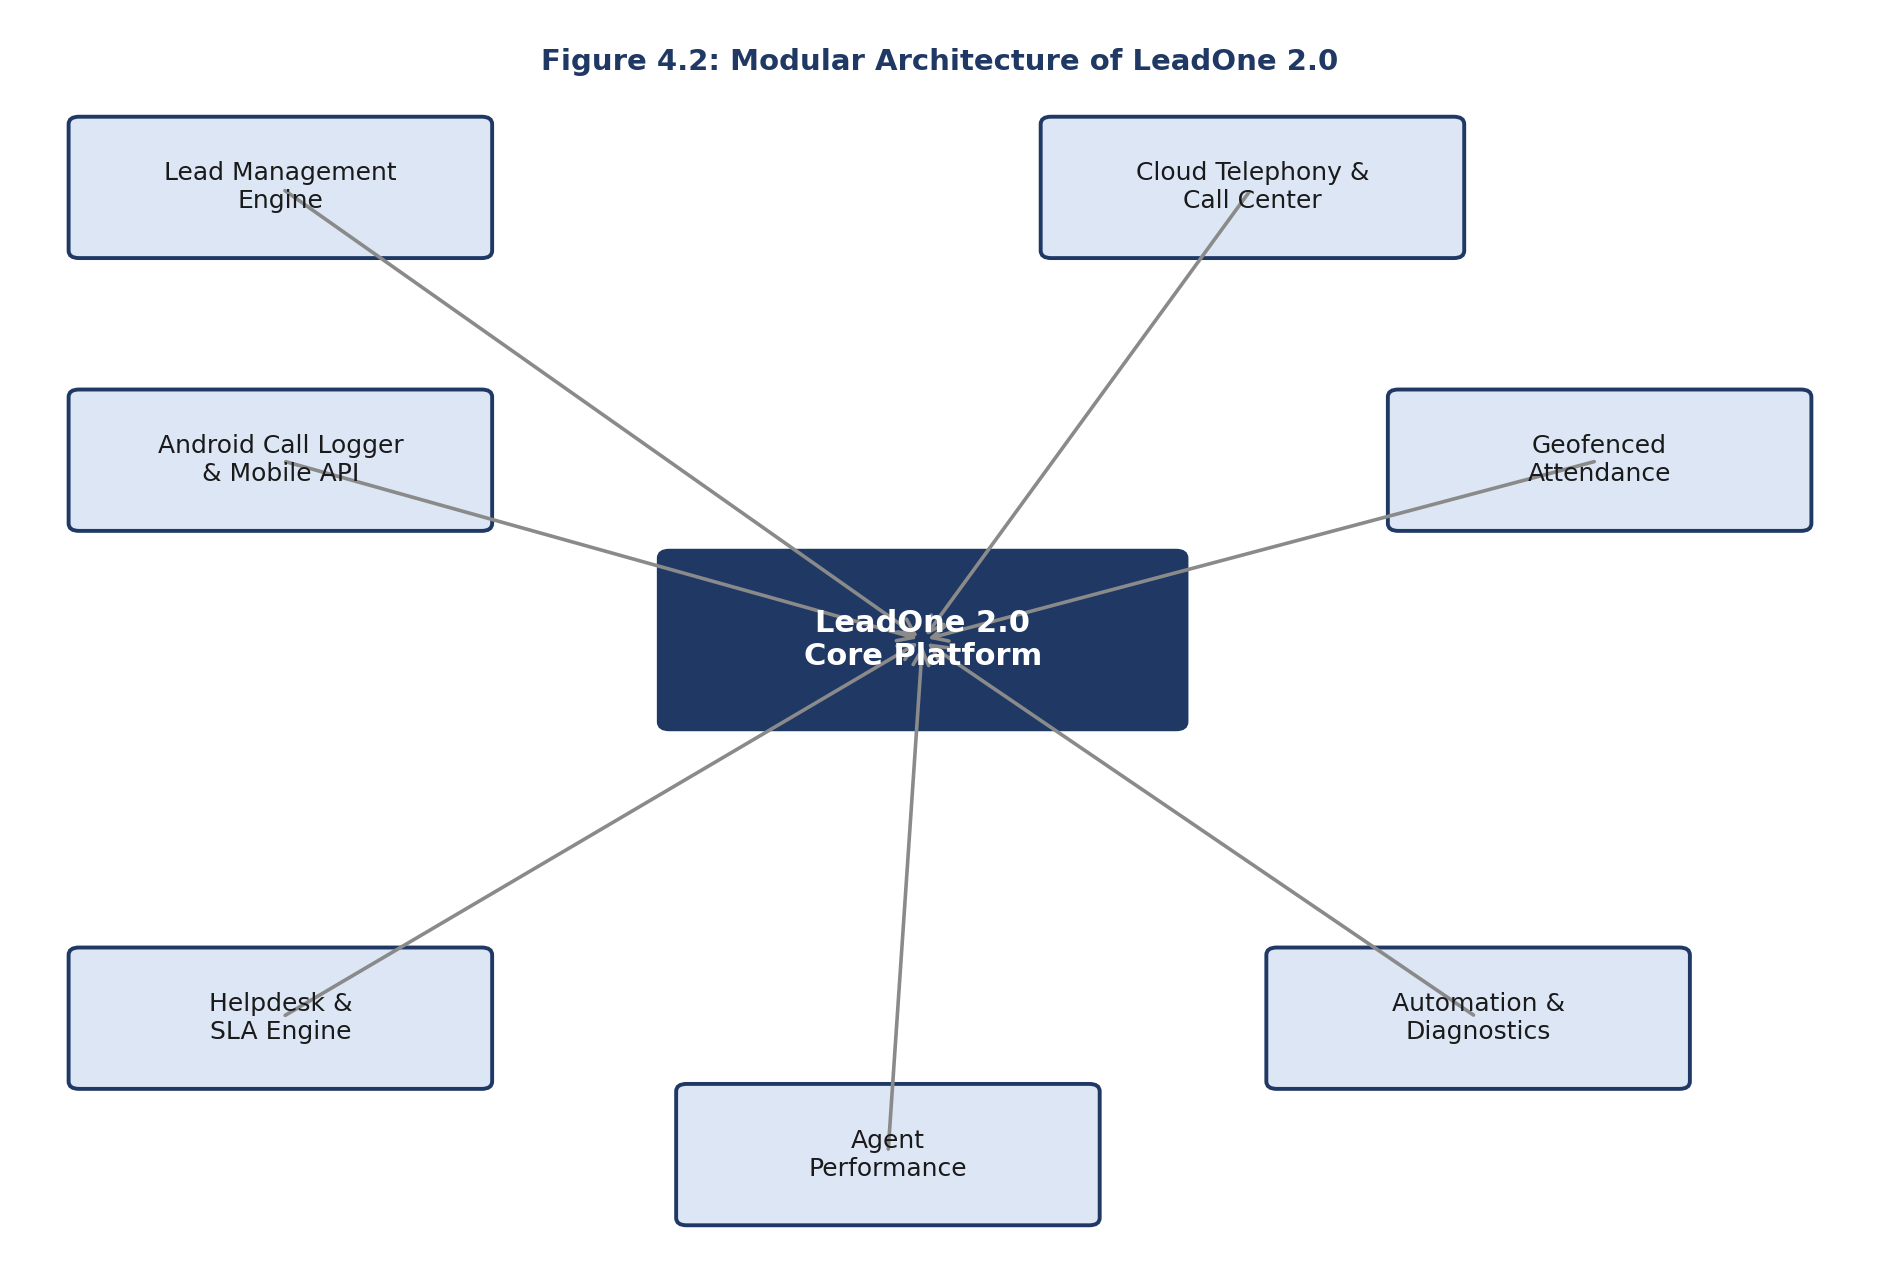 Figure 4.2: Modular Architecture of LeadOne 2.0
Lead Management
Engine
Cloud Telephony &
Call Center
Android Call Logger
& Mobile API
Geofenced
Attendance
LeadOne 2.0
Core Platform
Helpdesk &
SLA Engine
Automation &
Diagnostics
Agent
Performance